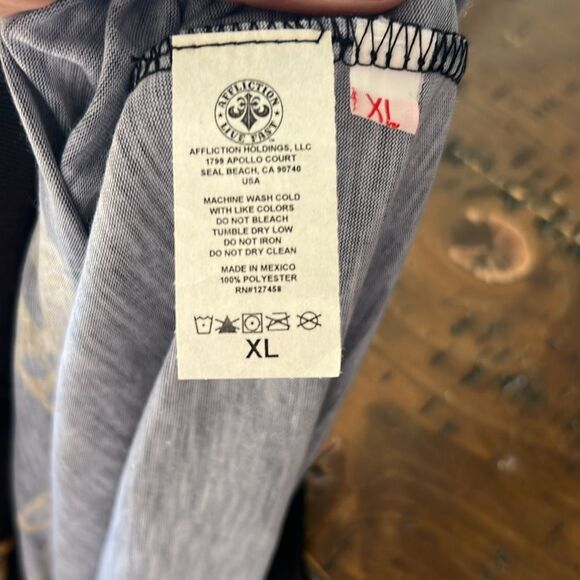 AFFLICTION
LIVE FAST
AFFLICTION HOLDINGS, LLC
1799 APOLLO COURT
SEAL BEACH, CA 90740
USA
MACHINE WASH COLD
WITH LIKE COLORS
DO NOT BLEACH
TUMBLE DRY LOW
DO NOT IRON
DO NOT DRY CLEAN
MADE IN MEXICO
100% POLYESTER
RN#127458
XL
XL